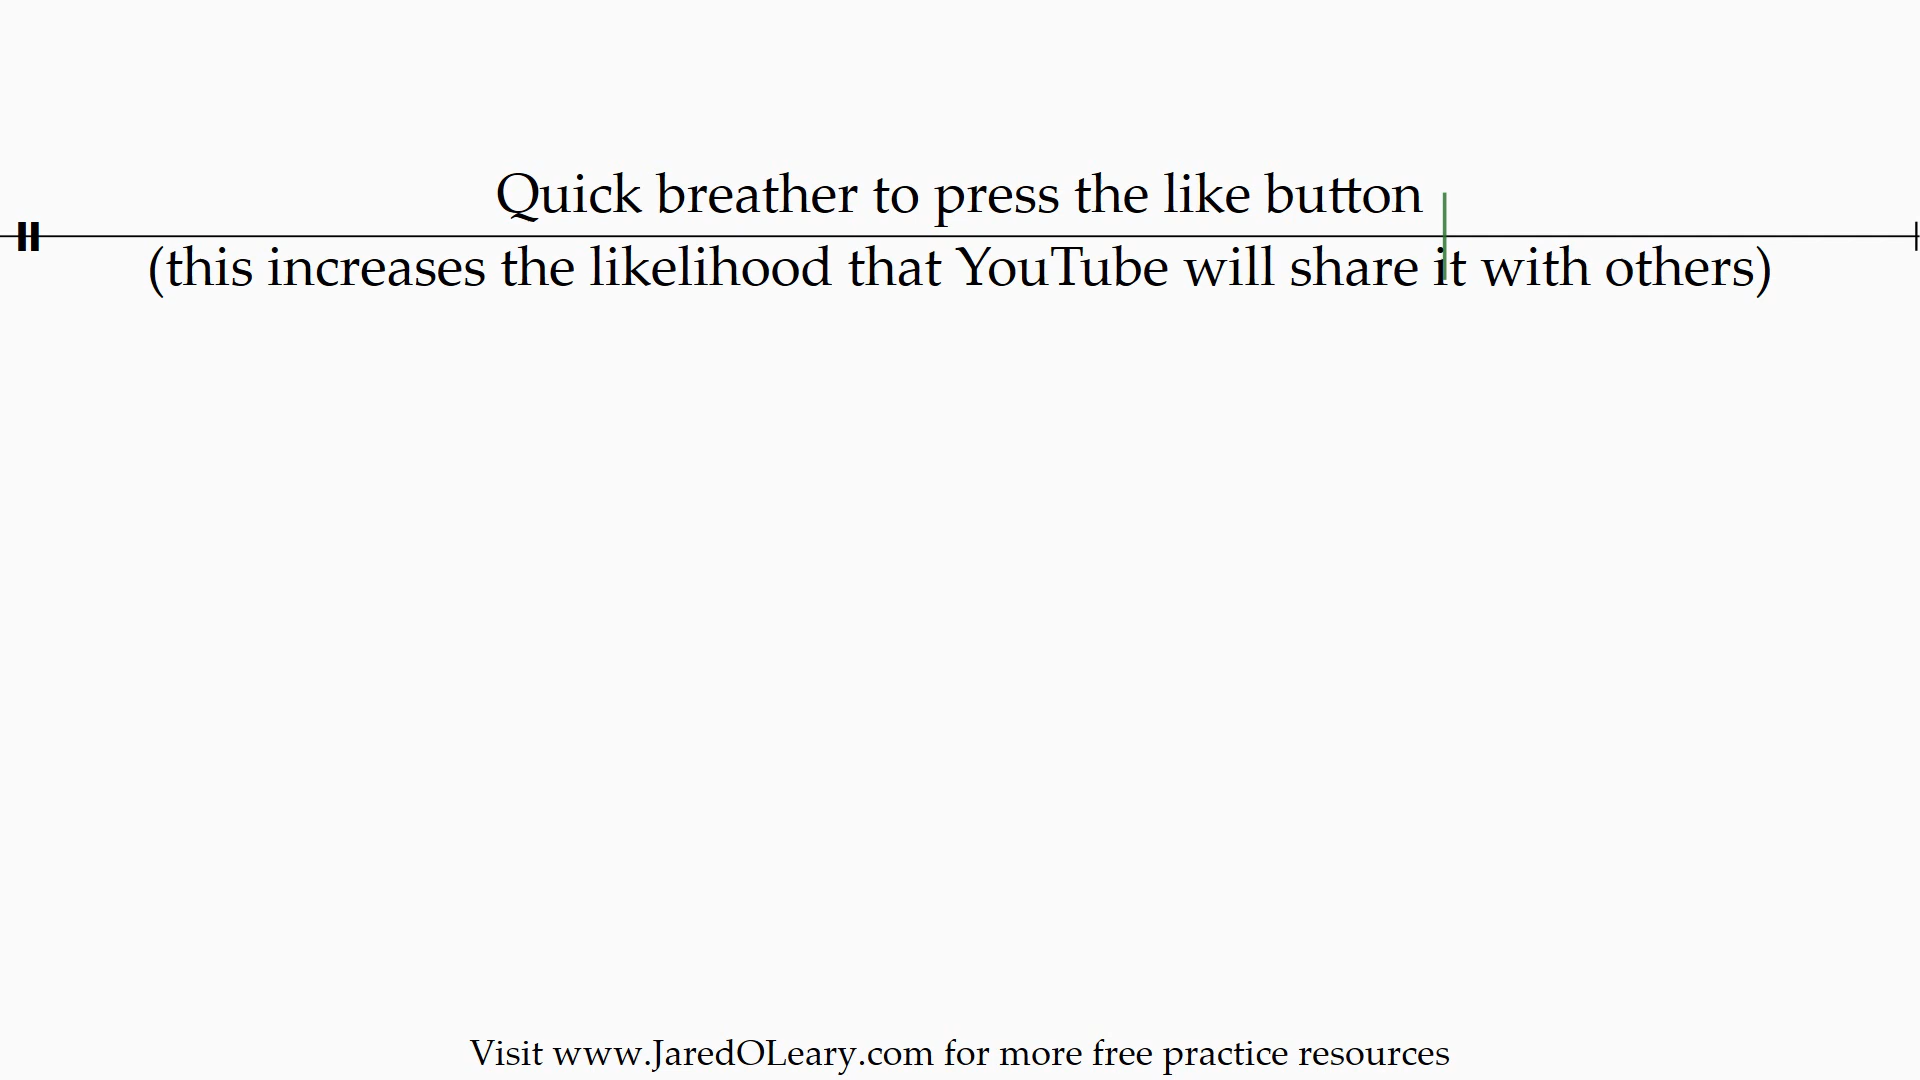 Quick breather to press the like button
(this increases the likelihood that YouTube will share it with others)
Visit www.JaredOLeary.com for more free practice resources